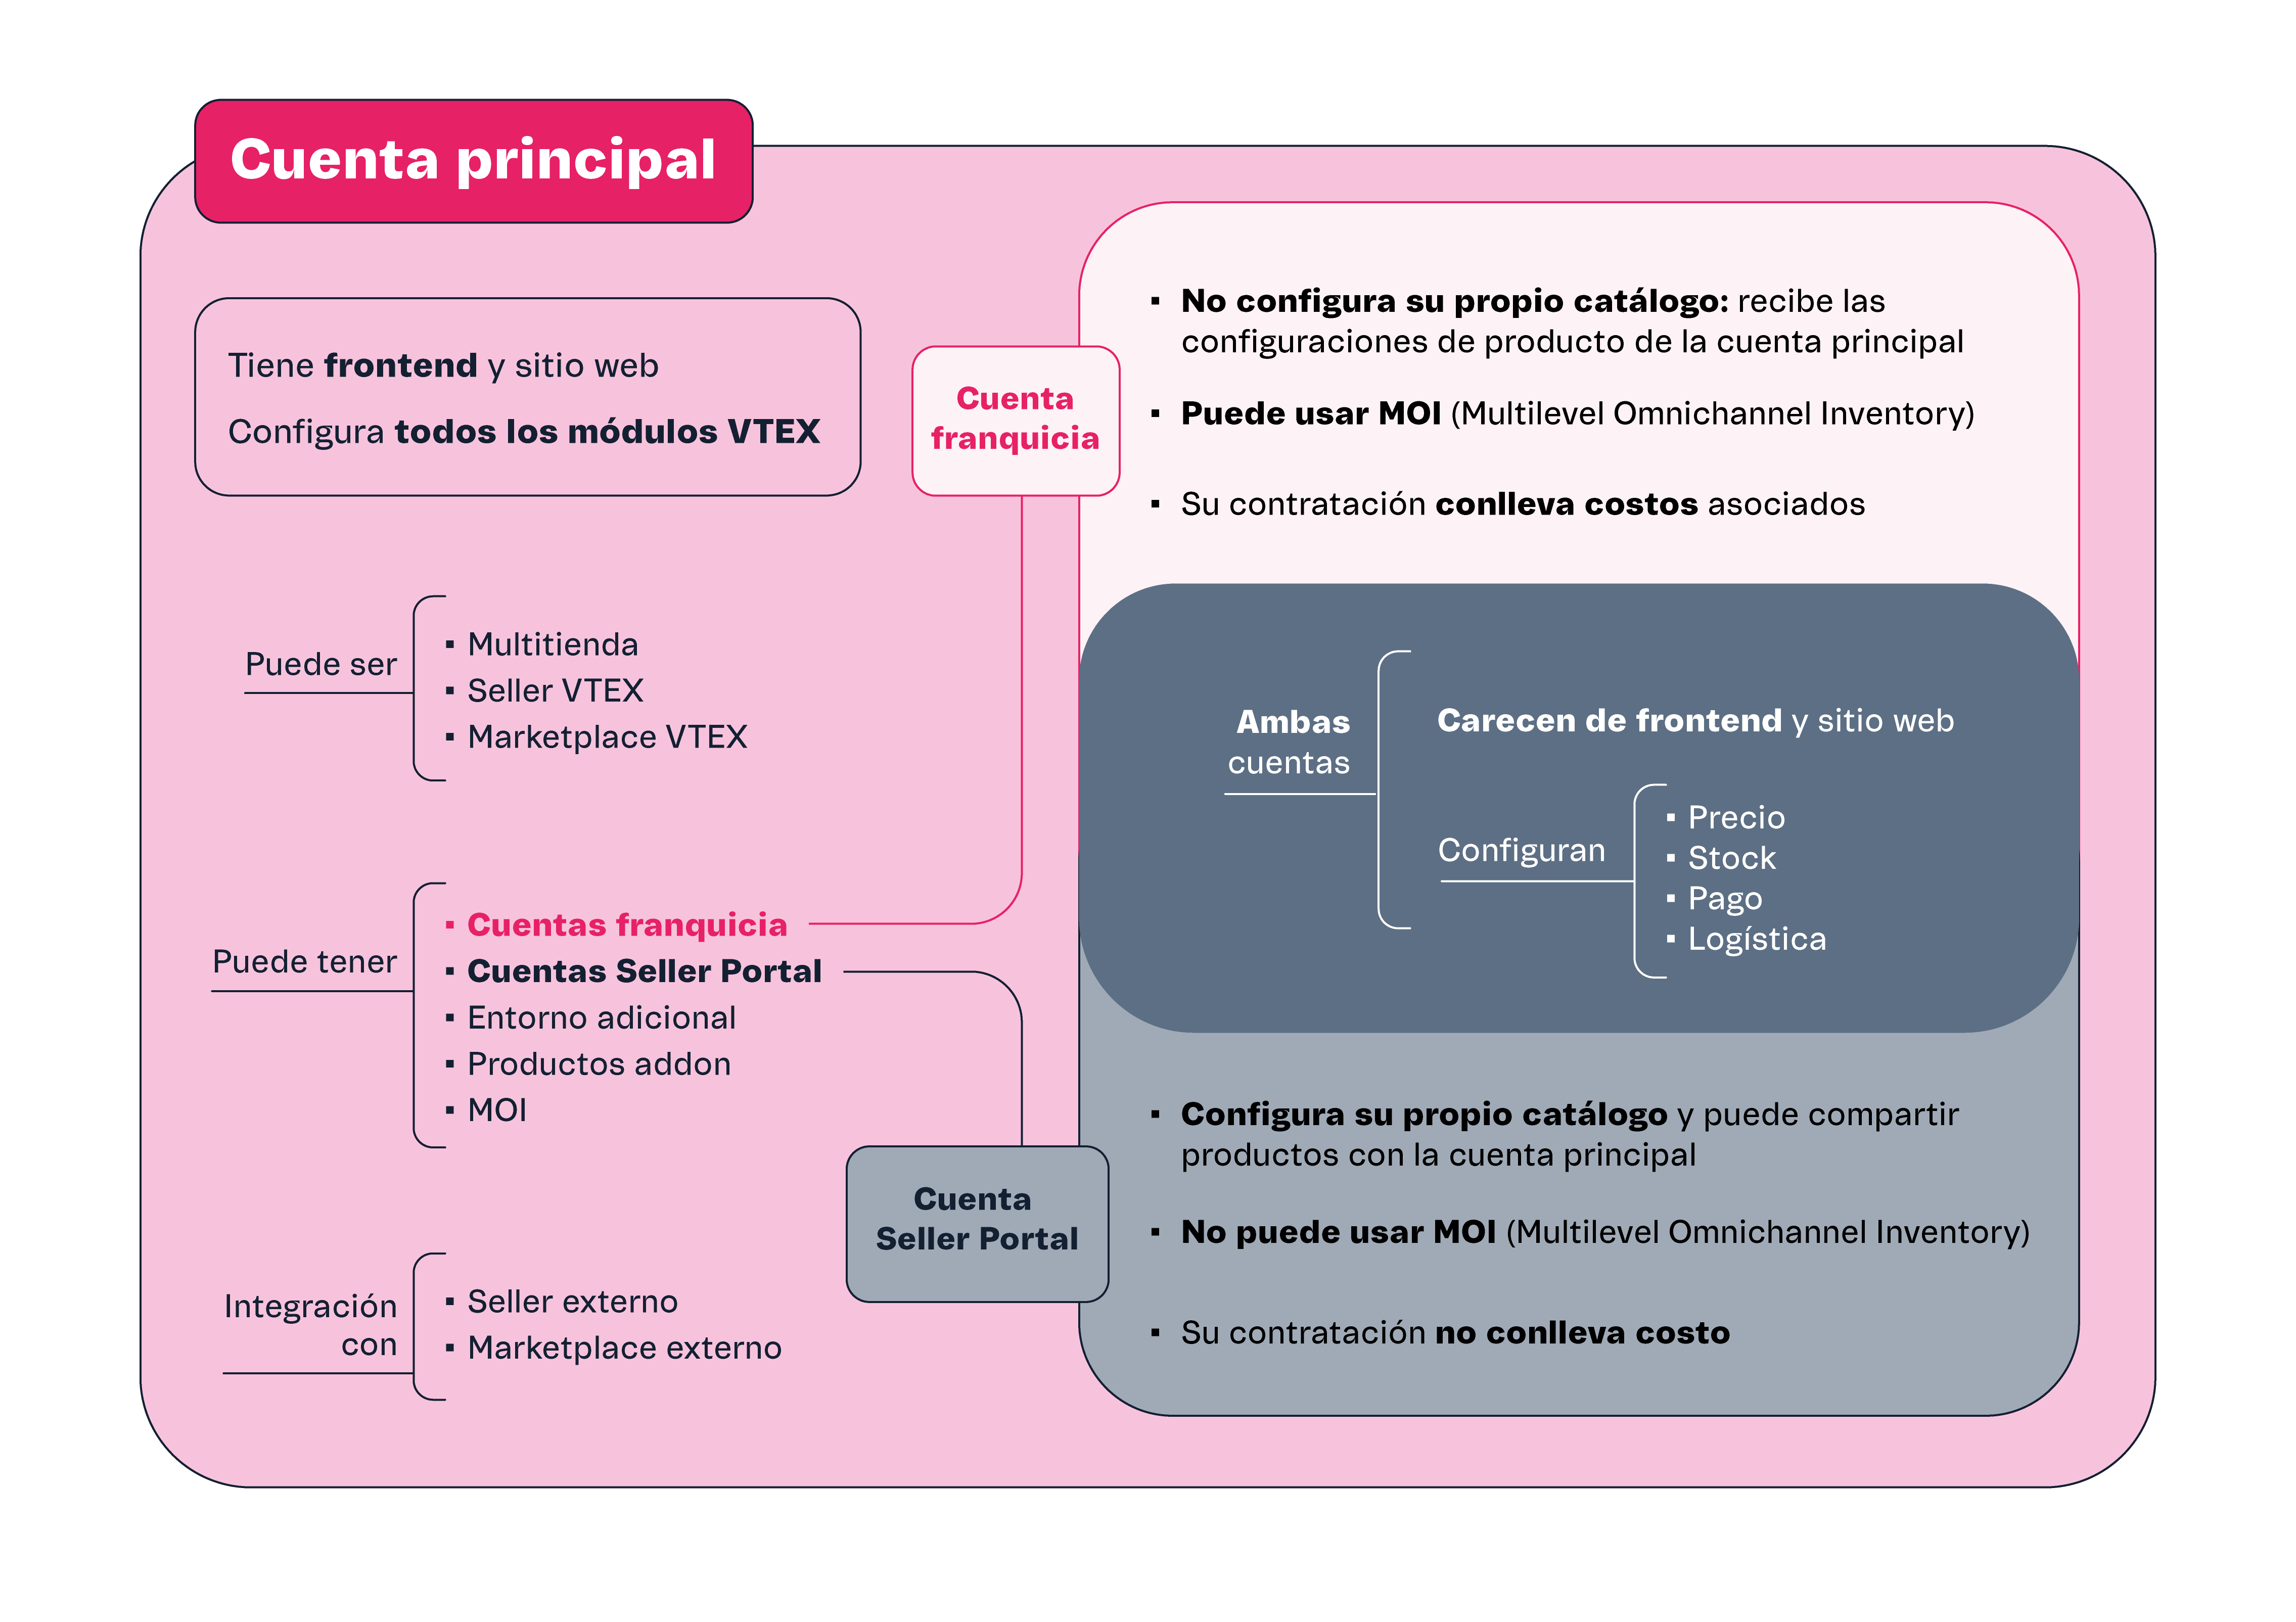 Cuenta principal
Tiene frontend y sitio web
Configura todos los módulos VTEX
Puede ser
▪ Multitienda
▪ Seller VTEX
▪ Marketplace VTEX
Puede tener
▪ Cuentas franquicia
▪ Cuentas Seller Portal
▪ Entorno adicional
▪ Productos addon
▪ MOI
Integración
con
▪ Seller externo
▪ Marketplace externo
Cuenta
franquicia
▪ No configura su propio catálogo: recibe las
configuraciones de producto de la cuenta principal
▪ Puede usar MOI (Multilevel Omnichannel Inventory)
▪ Su contratación conlleva costos asociados
Ambas
cuentas
Carecen de frontend y sitio web
Configuran
▪ Precio
▪ Stock
▪ Pago
▪ Logística
Cuenta
Seller Portal
▪ Configura su propio catálogo y puede compartir
productos con la cuenta principal
▪ No puede usar MOI (Multilevel Omnichannel Inventory)
▪ Su contratación no conlleva costo